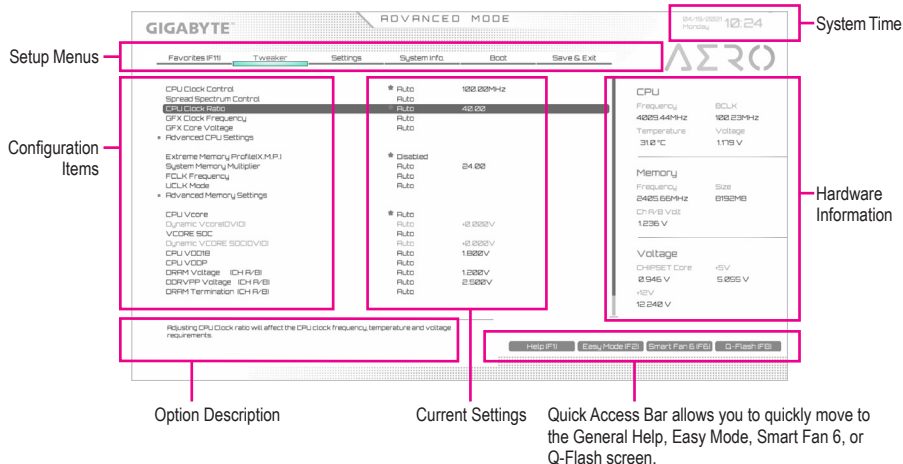 GIGABYTE™
ADVANCED MODE
04/19/2021
Monday
10:24
System Time
Setup Menus
Favorites (F11) Tweaker Settings System Info. Boot Save & Exit
AERO
Configuration
Items
CPU Clock Control Auto 100.00MHz
Spread Spectrum Control Auto
CPU Clock Ratio Auto 40.00
GFX Clock Frequency Auto
GFX Core Voltage Auto
Advanced CPU Settings
Extreme Memory Profile(X.M.P.) Disabled
System Memory Multiplier Auto 24.00
FCLK Frequency Auto
UCLK Mode Auto
Advanced Memory Settings
CPU Vcore Auto
Dynamic Vcore(DVID) Auto +0.000V
VCORE SOC Auto
Dynamic VCORE SOC(DVID) Auto +0.000V
CPU VDD18 Auto 1.800V
CPU VDDP Auto
DRAM Voltage (CH A/B) Auto 1.200V
DDRVPP Voltage (CH A/B) Auto 2.500V
DRAM Termination (CH A/B) Auto
CPU
Frequency BCLK
4009.44MHz 100.23MHz
Temperature Voltage
31.0 °C 1.179 V
Memory
Frequency Size
2405.66MHz 8192MB
Ch A/B Volt
1.236 V
Voltage
CHIPSET Core +5V
0.946 V 5.055 V
+12V
12.240 V
Hardware
Information
Adjusting CPU Clock ratio will affect the CPU clock frequency, temperature and voltage
requirements.
Help (F1) Easy Mode (F2) Smart Fan 6 (F6) Q-Flash (F8)
Option Description
Current Settings
Quick Access Bar allows you to quickly move to
the General Help, Easy Mode, Smart Fan 6, or
Q-Flash screen.